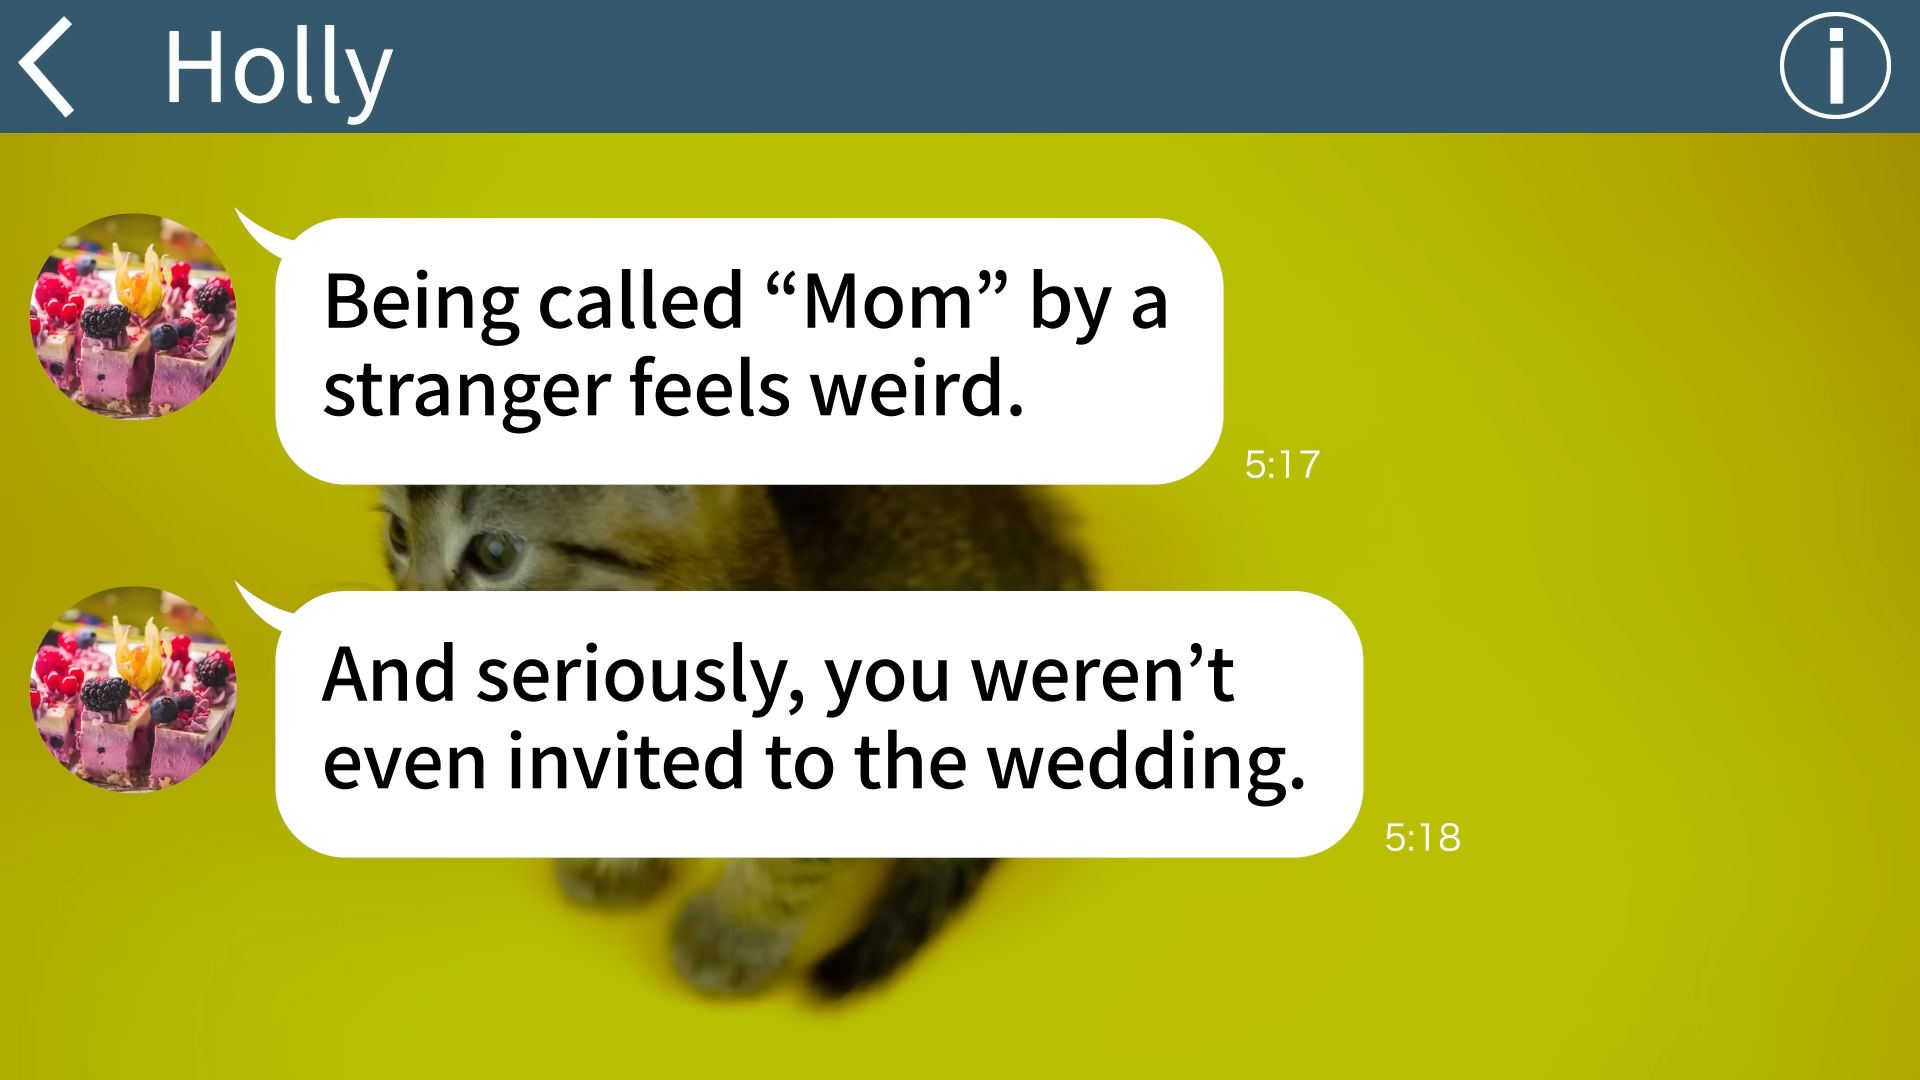 Holly
Being called “Mom” by a
stranger feels weird.
5:17
And seriously, you weren’t
even invited to the wedding.
5:18